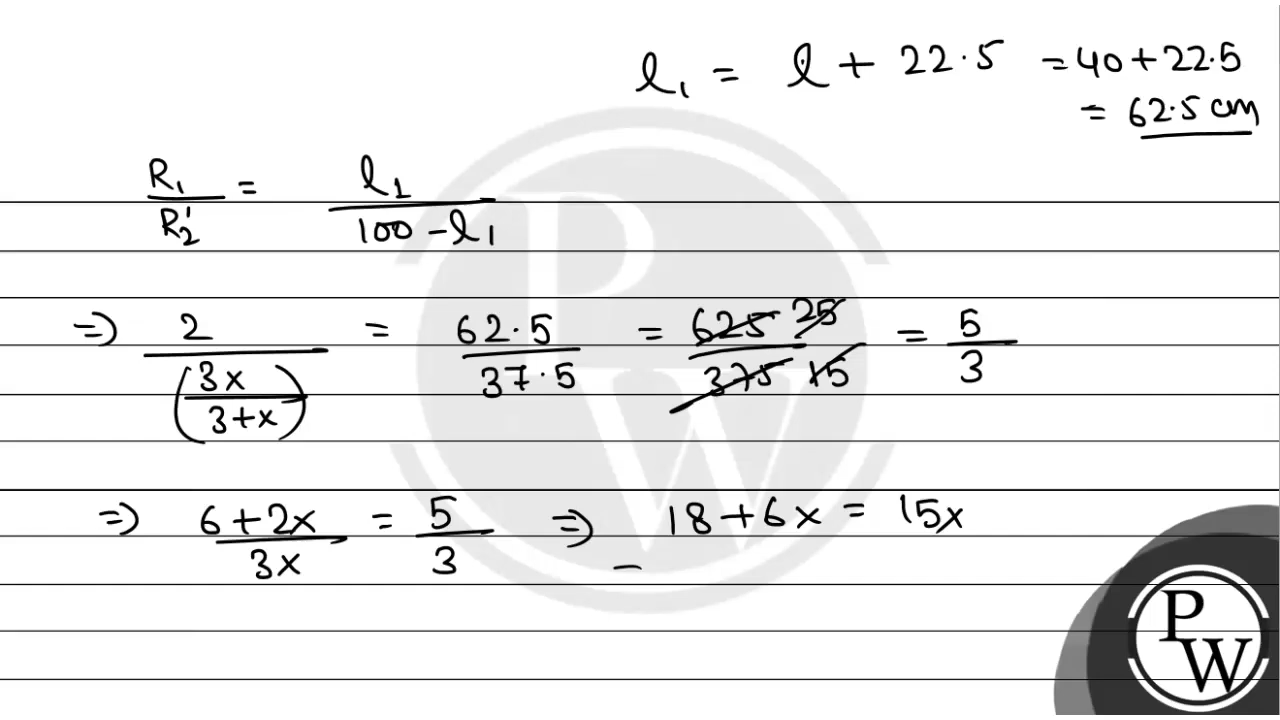 l₁ = l + 22.5 = 40 + 22.5
= 62.5 cm
R₁/R₂' = l₁/(100 - l₁)
=> 2/(3x/(3+x)) = 62.5/37.5 = 625 25/375 15 = 5/3
=> (6+2x)/3x = 5/3 => 18 + 6x = 15x
PW
PW